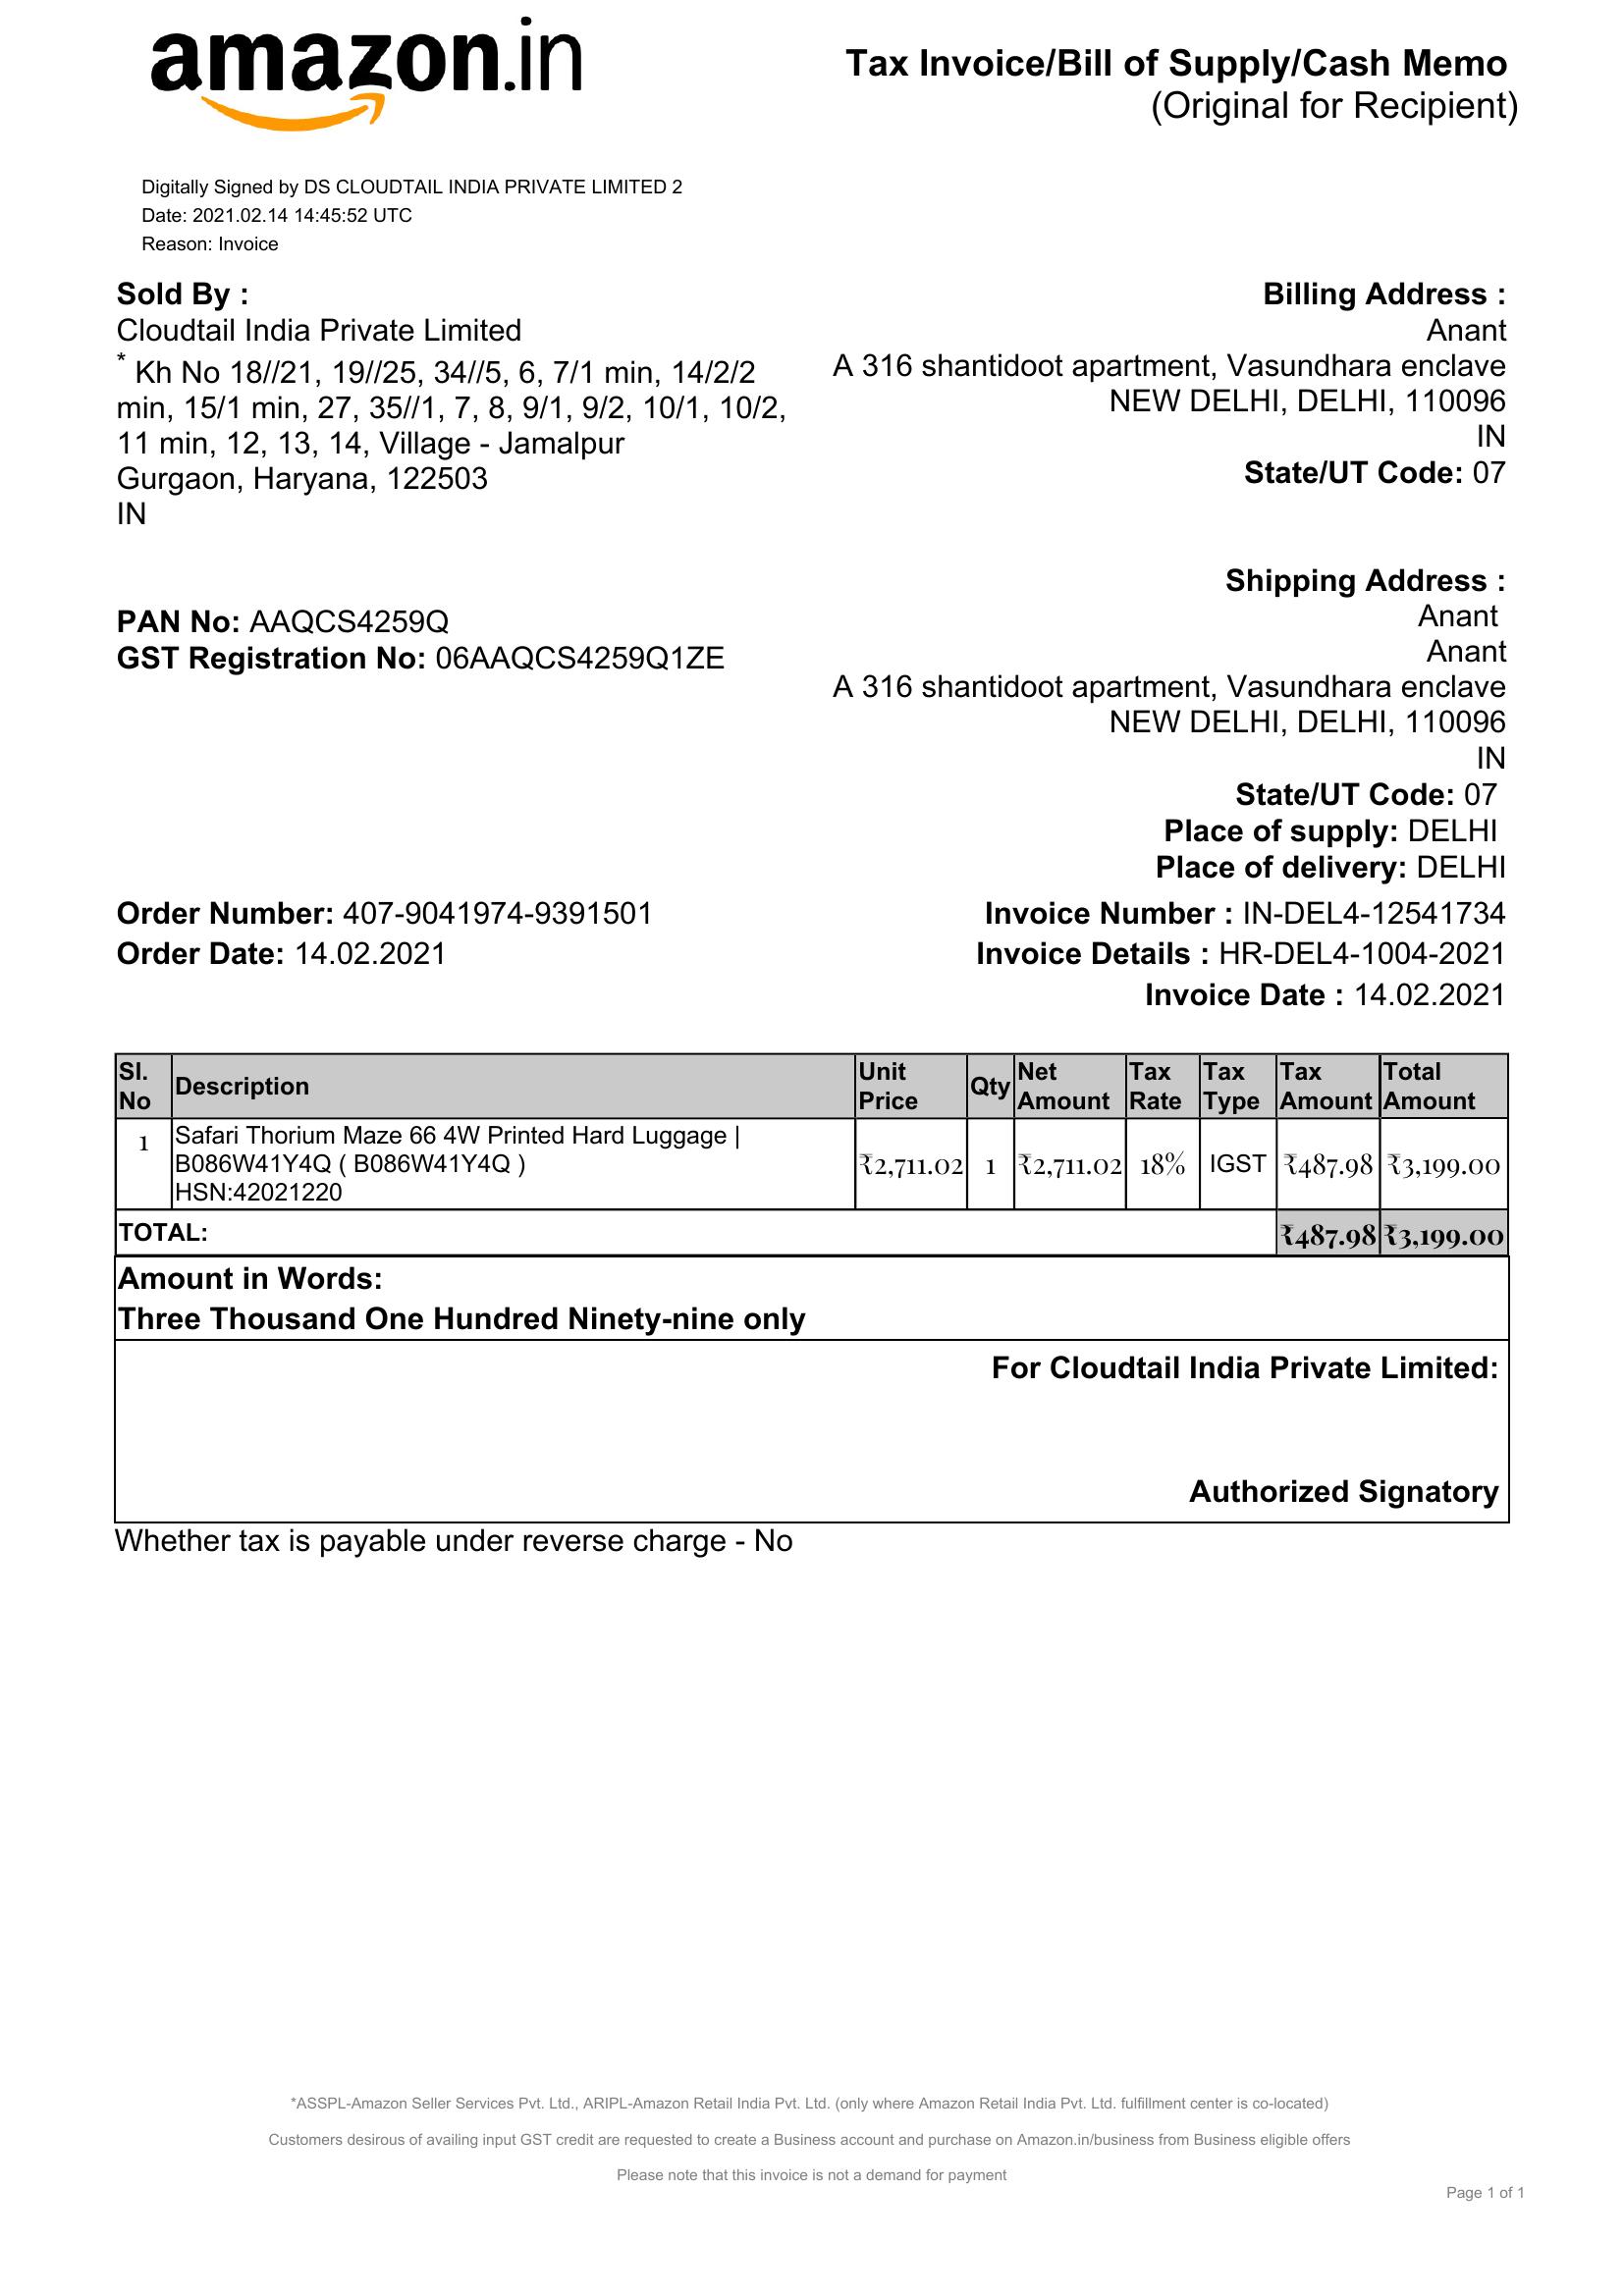 amazon.in
Tax Invoice/Bill of Supply/Cash Memo
(Original for Recipient)
Digitally Signed by DS CLOUDTAIL INDIA PRIVATE LIMITED 2
Date: 2021.02.14 14:45:52 UTC
Reason: Invoice
Sold By :
Cloudtail India Private Limited
* Kh No 18//21, 19//25, 34//5, 6, 7/1 min, 14/2/2
min, 15/1 min, 27, 35//1, 7, 8, 9/1, 9/2, 10/1, 10/2,
11 min, 12, 13, 14, Village - Jamalpur
Gurgaon, Haryana, 122503
IN
Billing Address :
Anant
A 316 shantidoot apartment, Vasundhara enclave
NEW DELHI, DELHI, 110096
IN
State/UT Code: 07
PAN No: AAQCS4259Q
GST Registration No: 06AAQCS4259Q1ZE
Shipping Address :
Anant
Anant
A 316 shantidoot apartment, Vasundhara enclave
NEW DELHI, DELHI, 110096
IN
State/UT Code: 07
Place of supply: DELHI
Place of delivery: DELHI
Order Number: 407-9041974-9391501
Order Date: 14.02.2021
Invoice Number : IN-DEL4-12541734
Invoice Details : HR-DEL4-1004-2021
Invoice Date : 14.02.2021
Sl. No Description Unit Price Qty Net Amount Tax Rate Tax Type Tax Amount Total Amount
1 Safari Thorium Maze 66 4W Printed Hard Luggage |
B086W41Y4Q ( B086W41Y4Q )
HSN:42021220
₹2,711.02 1 ₹2,711.02 18% IGST ₹487.98 ₹3,199.00
TOTAL: ₹487.98 ₹3,199.00
Amount in Words:
Three Thousand One Hundred Ninety-nine only
For Cloudtail India Private Limited:
Authorized Signatory
Whether tax is payable under reverse charge - No
*ASSPL-Amazon Seller Services Pvt. Ltd., ARIPL-Amazon Retail India Pvt. Ltd. (only where Amazon Retail India Pvt. Ltd. fulfillment center is co-located)
Customers desirous of availing input GST credit are requested to create a Business account and purchase on Amazon.in/business from Business eligible offers
Please note that this invoice is not a demand for payment
Page 1 of 1